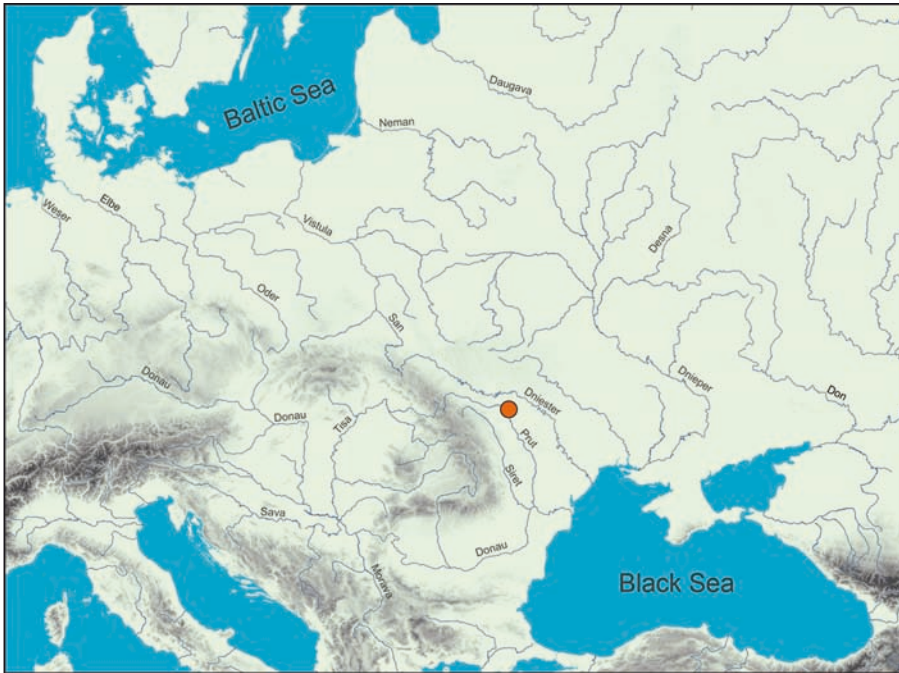 Baltic Sea
Daugava
Neman
Weser
Elbe
Vistula
Desna
Oder
San
Donau
Dnieper
Don
Dniester
Donau
Tisa
Prut
Siret
Sava
Donau
Morava
Black Sea